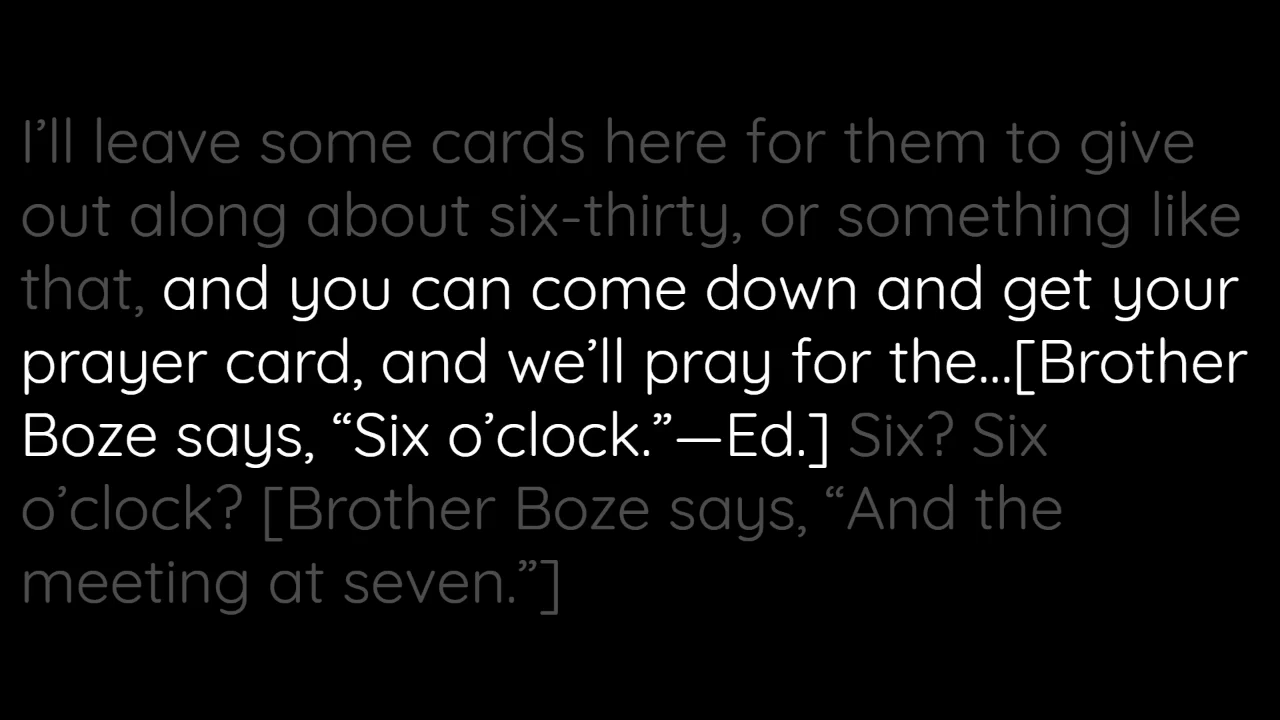 I’ll leave some cards here for them to give
out along about six-thirty, or something like
that, and you can come down and get your
prayer card, and we’ll pray for the...[Brother
Boze says, “Six o’clock.”—Ed.] Six? Six
o’clock? [Brother Boze says, “And the
meeting at seven.”]